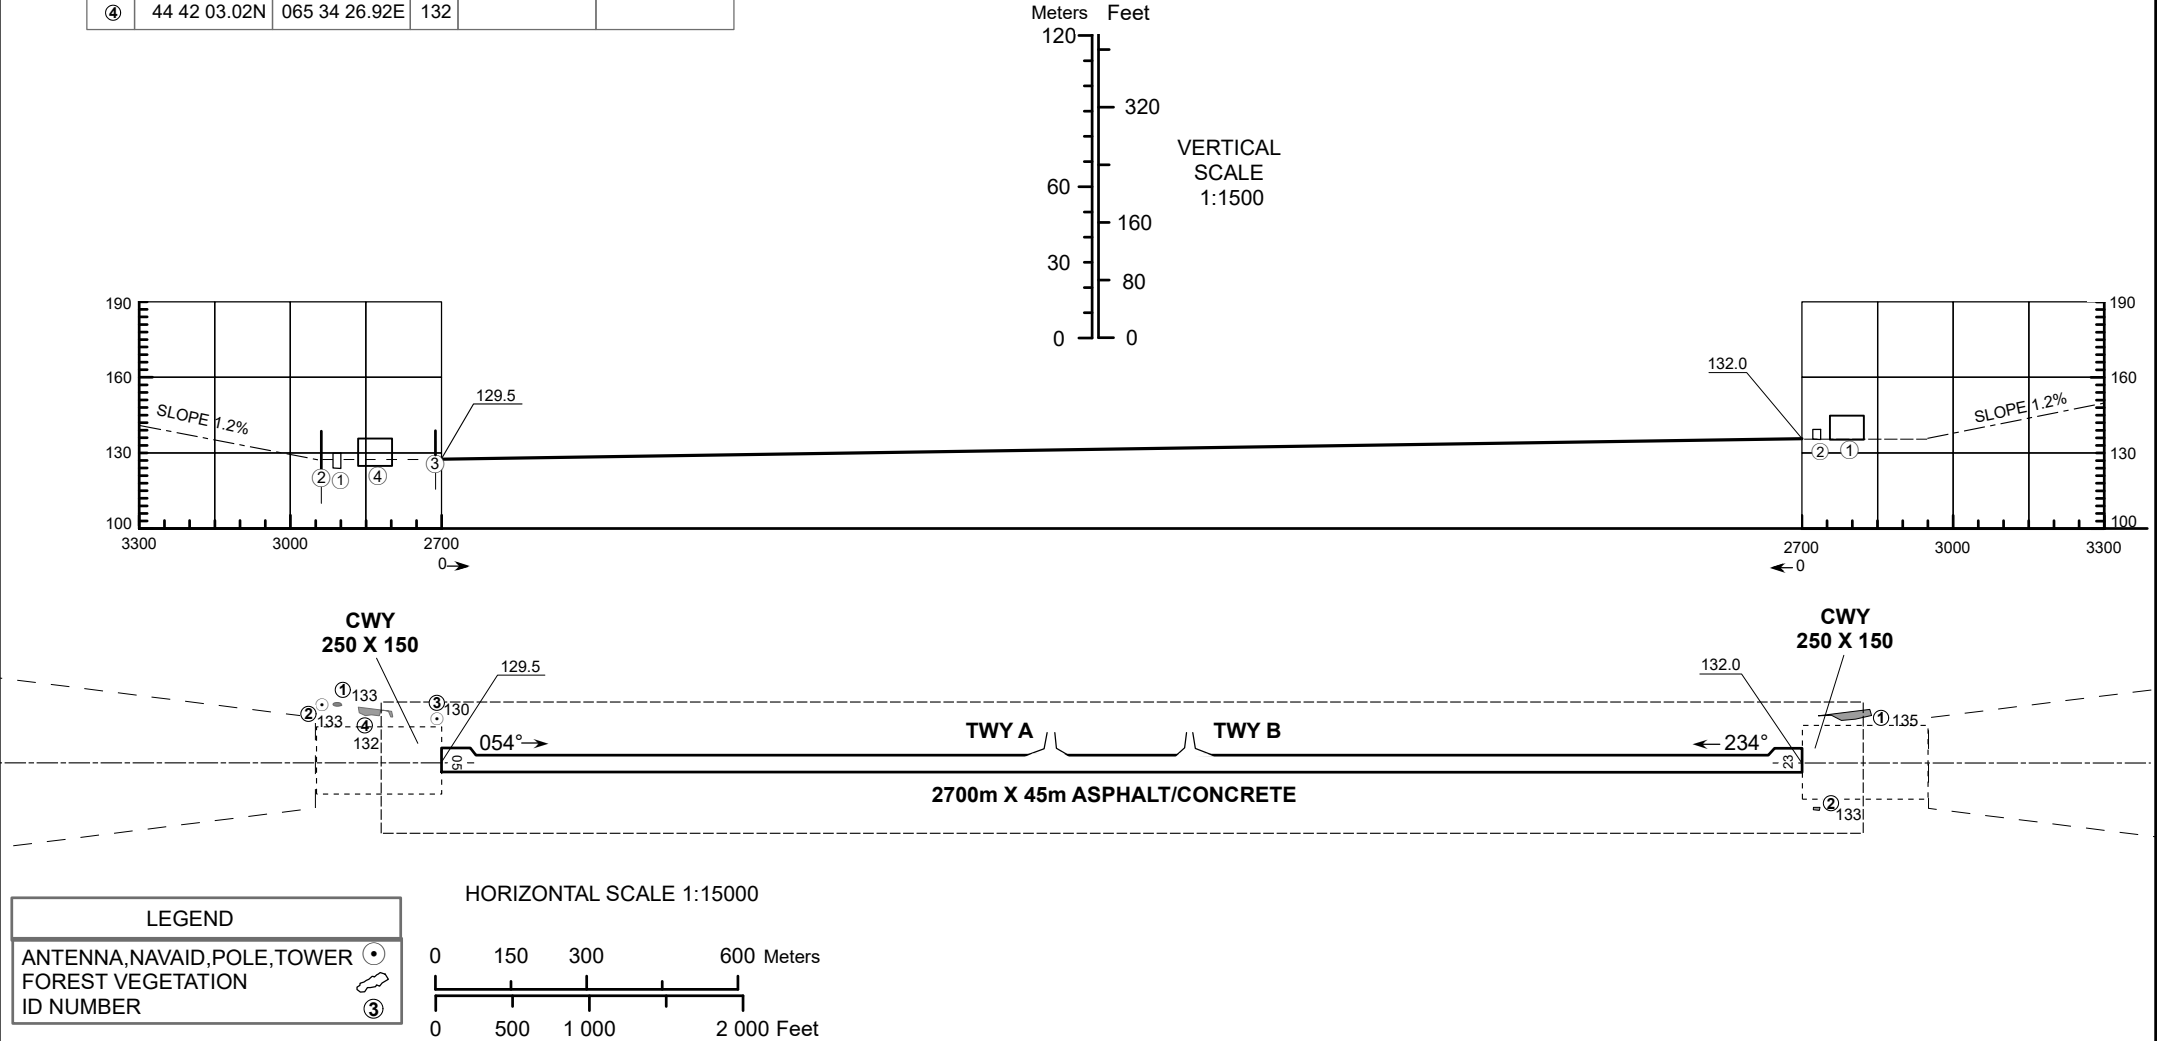 ④ 44 42 03.02N 065 34 26.92E 132
Meters Feet
120
320
VERTICAL
SCALE
1:1500
60
160
30
80
0 0
190
160
130
100
SLOPE 1.2%
② ① ④ ③
129.5
132.0
SLOPE 1.2%
② ①
190
160
130
100
3300 3000 2700
0
2700 3000 3300
0
CWY
250 X 150
CWY
250 X 150
129.5
132.0
① 133
② 133
③ 130
④
132
054°
05
TWY A TWY B
234°
23
① 135
② 133
2700m X 45m ASPHALT/CONCRETE
HORIZONTAL SCALE 1:15000
LEGEND
ANTENNA,NAVAID,POLE,TOWER
FOREST VEGETATION
ID NUMBER ③
0 150 300 600 Meters
0 500 1 000 2 000 Feet